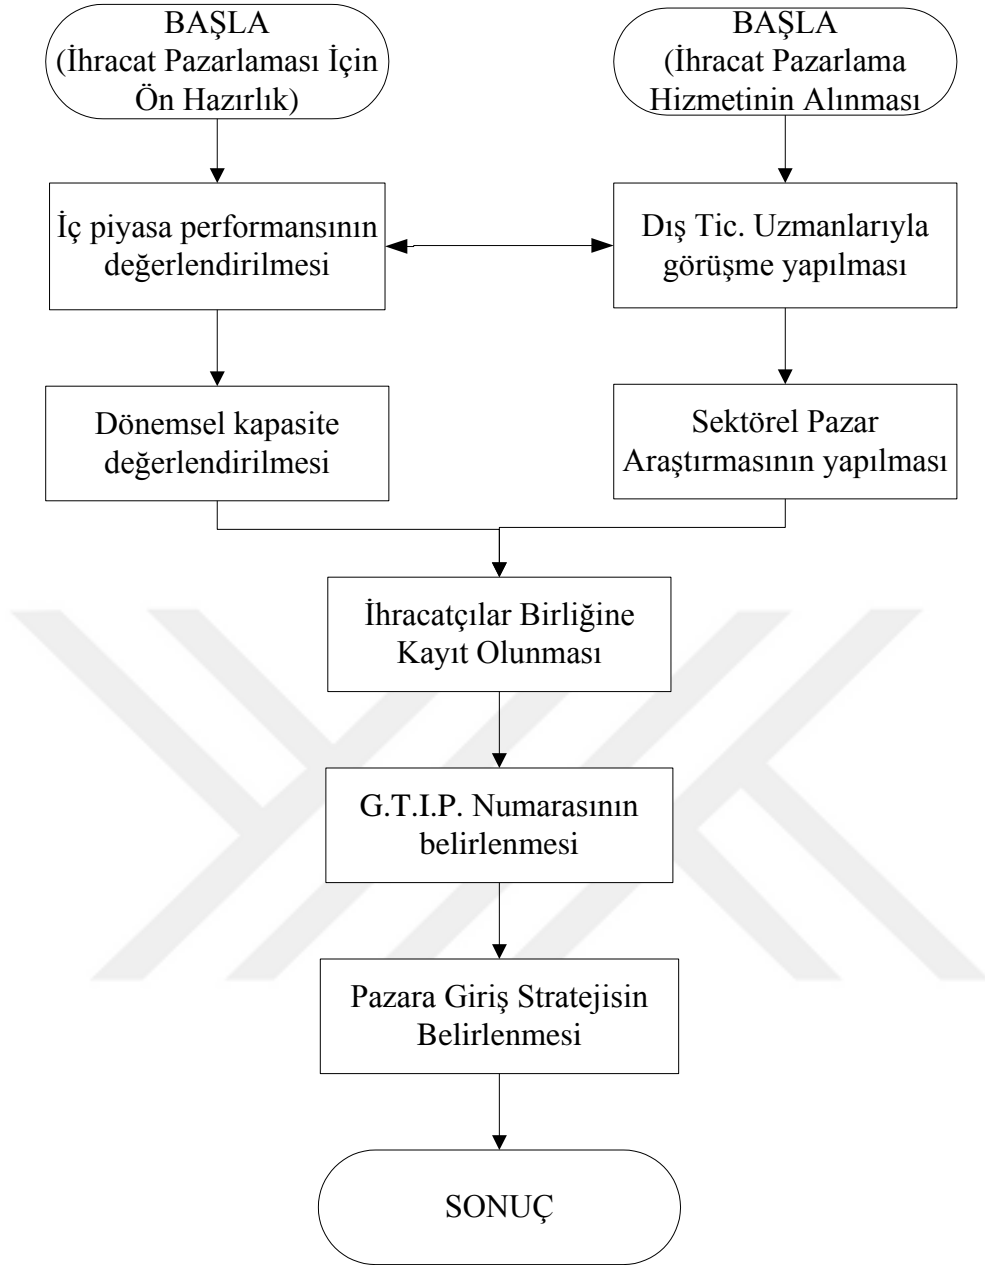 BAŞLA
(İhracat Pazarlaması İçin
Ön Hazırlık)
BAŞLA
(İhracat Pazarlama
Hizmetinin Alınması
İç piyasa performansının
değerlendirilmesi
Dış Tic. Uzmanlarıyla
görüşme yapılması
Dönemsel kapasite
değerlendirilmesi
Sektörel Pazar
Araştırmasının yapılması
İhracatçılar Birliğine
Kayıt Olunması
G.T.I.P. Numarasının
belirlenmesi
Pazara Giriş Stratejisin
Belirlenmesi
SONUÇ